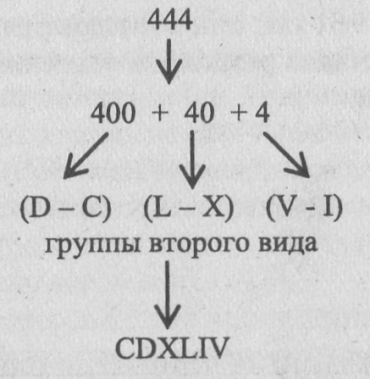 444
400 + 40 + 4
(D - C) (L - X) (V - I)
группы второго вида
CDXLIV